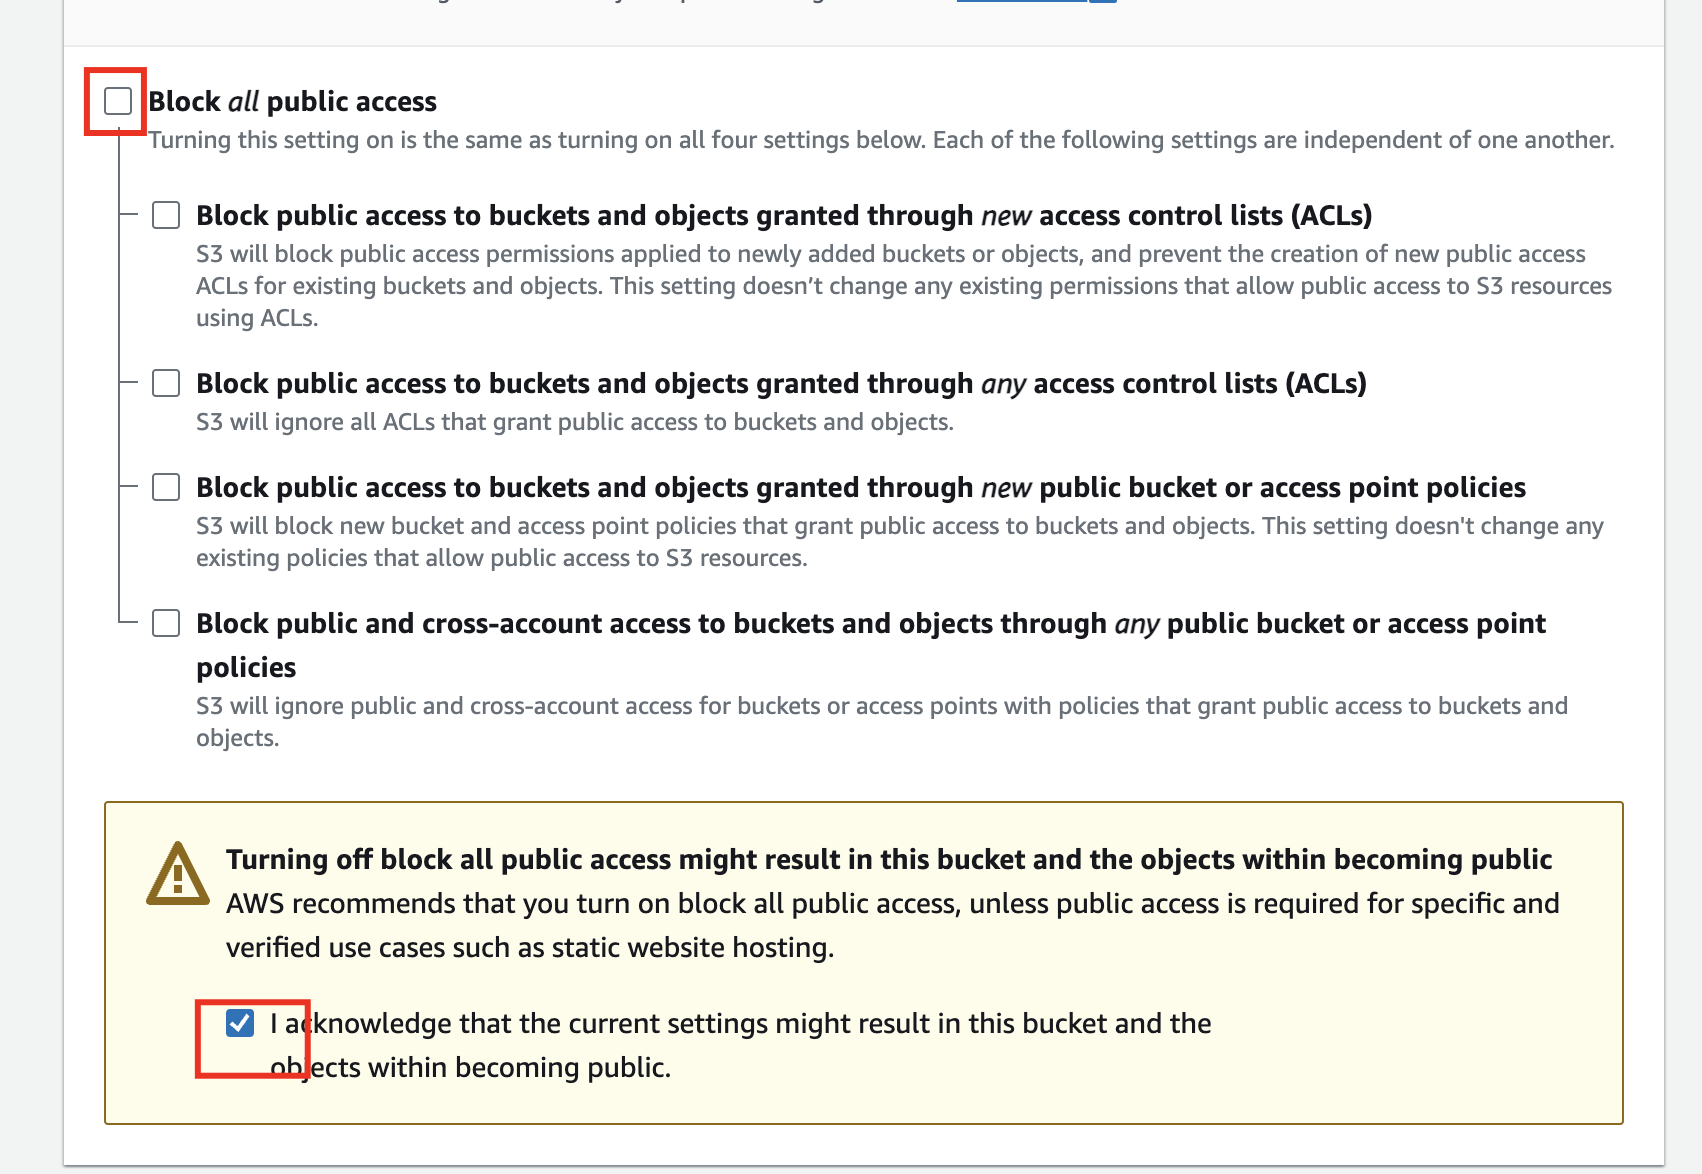 Block all public access
Turning this setting on is the same as turning on all four settings below. Each of the following settings are independent of one another.
Block public access to buckets and objects granted through new access control lists (ACLs)
S3 will block public access permissions applied to newly added buckets or objects, and prevent the creation of new public access
ACLs for existing buckets and objects. This setting doesn’t change any existing permissions that allow public access to S3 resources
using ACLs.
Block public access to buckets and objects granted through any access control lists (ACLs)
S3 will ignore all ACLs that grant public access to buckets and objects.
Block public access to buckets and objects granted through new public bucket or access point policies
S3 will block new bucket and access point policies that grant public access to buckets and objects. This setting doesn't change any
existing policies that allow public access to S3 resources.
Block public and cross-account access to buckets and objects through any public bucket or access point
policies
S3 will ignore public and cross-account access for buckets or access points with policies that grant public access to buckets and
objects.
Turning off block all public access might result in this bucket and the objects within becoming public
AWS recommends that you turn on block all public access, unless public access is required for specific and
verified use cases such as static website hosting.
I acknowledge that the current settings might result in this bucket and the
objects within becoming public.